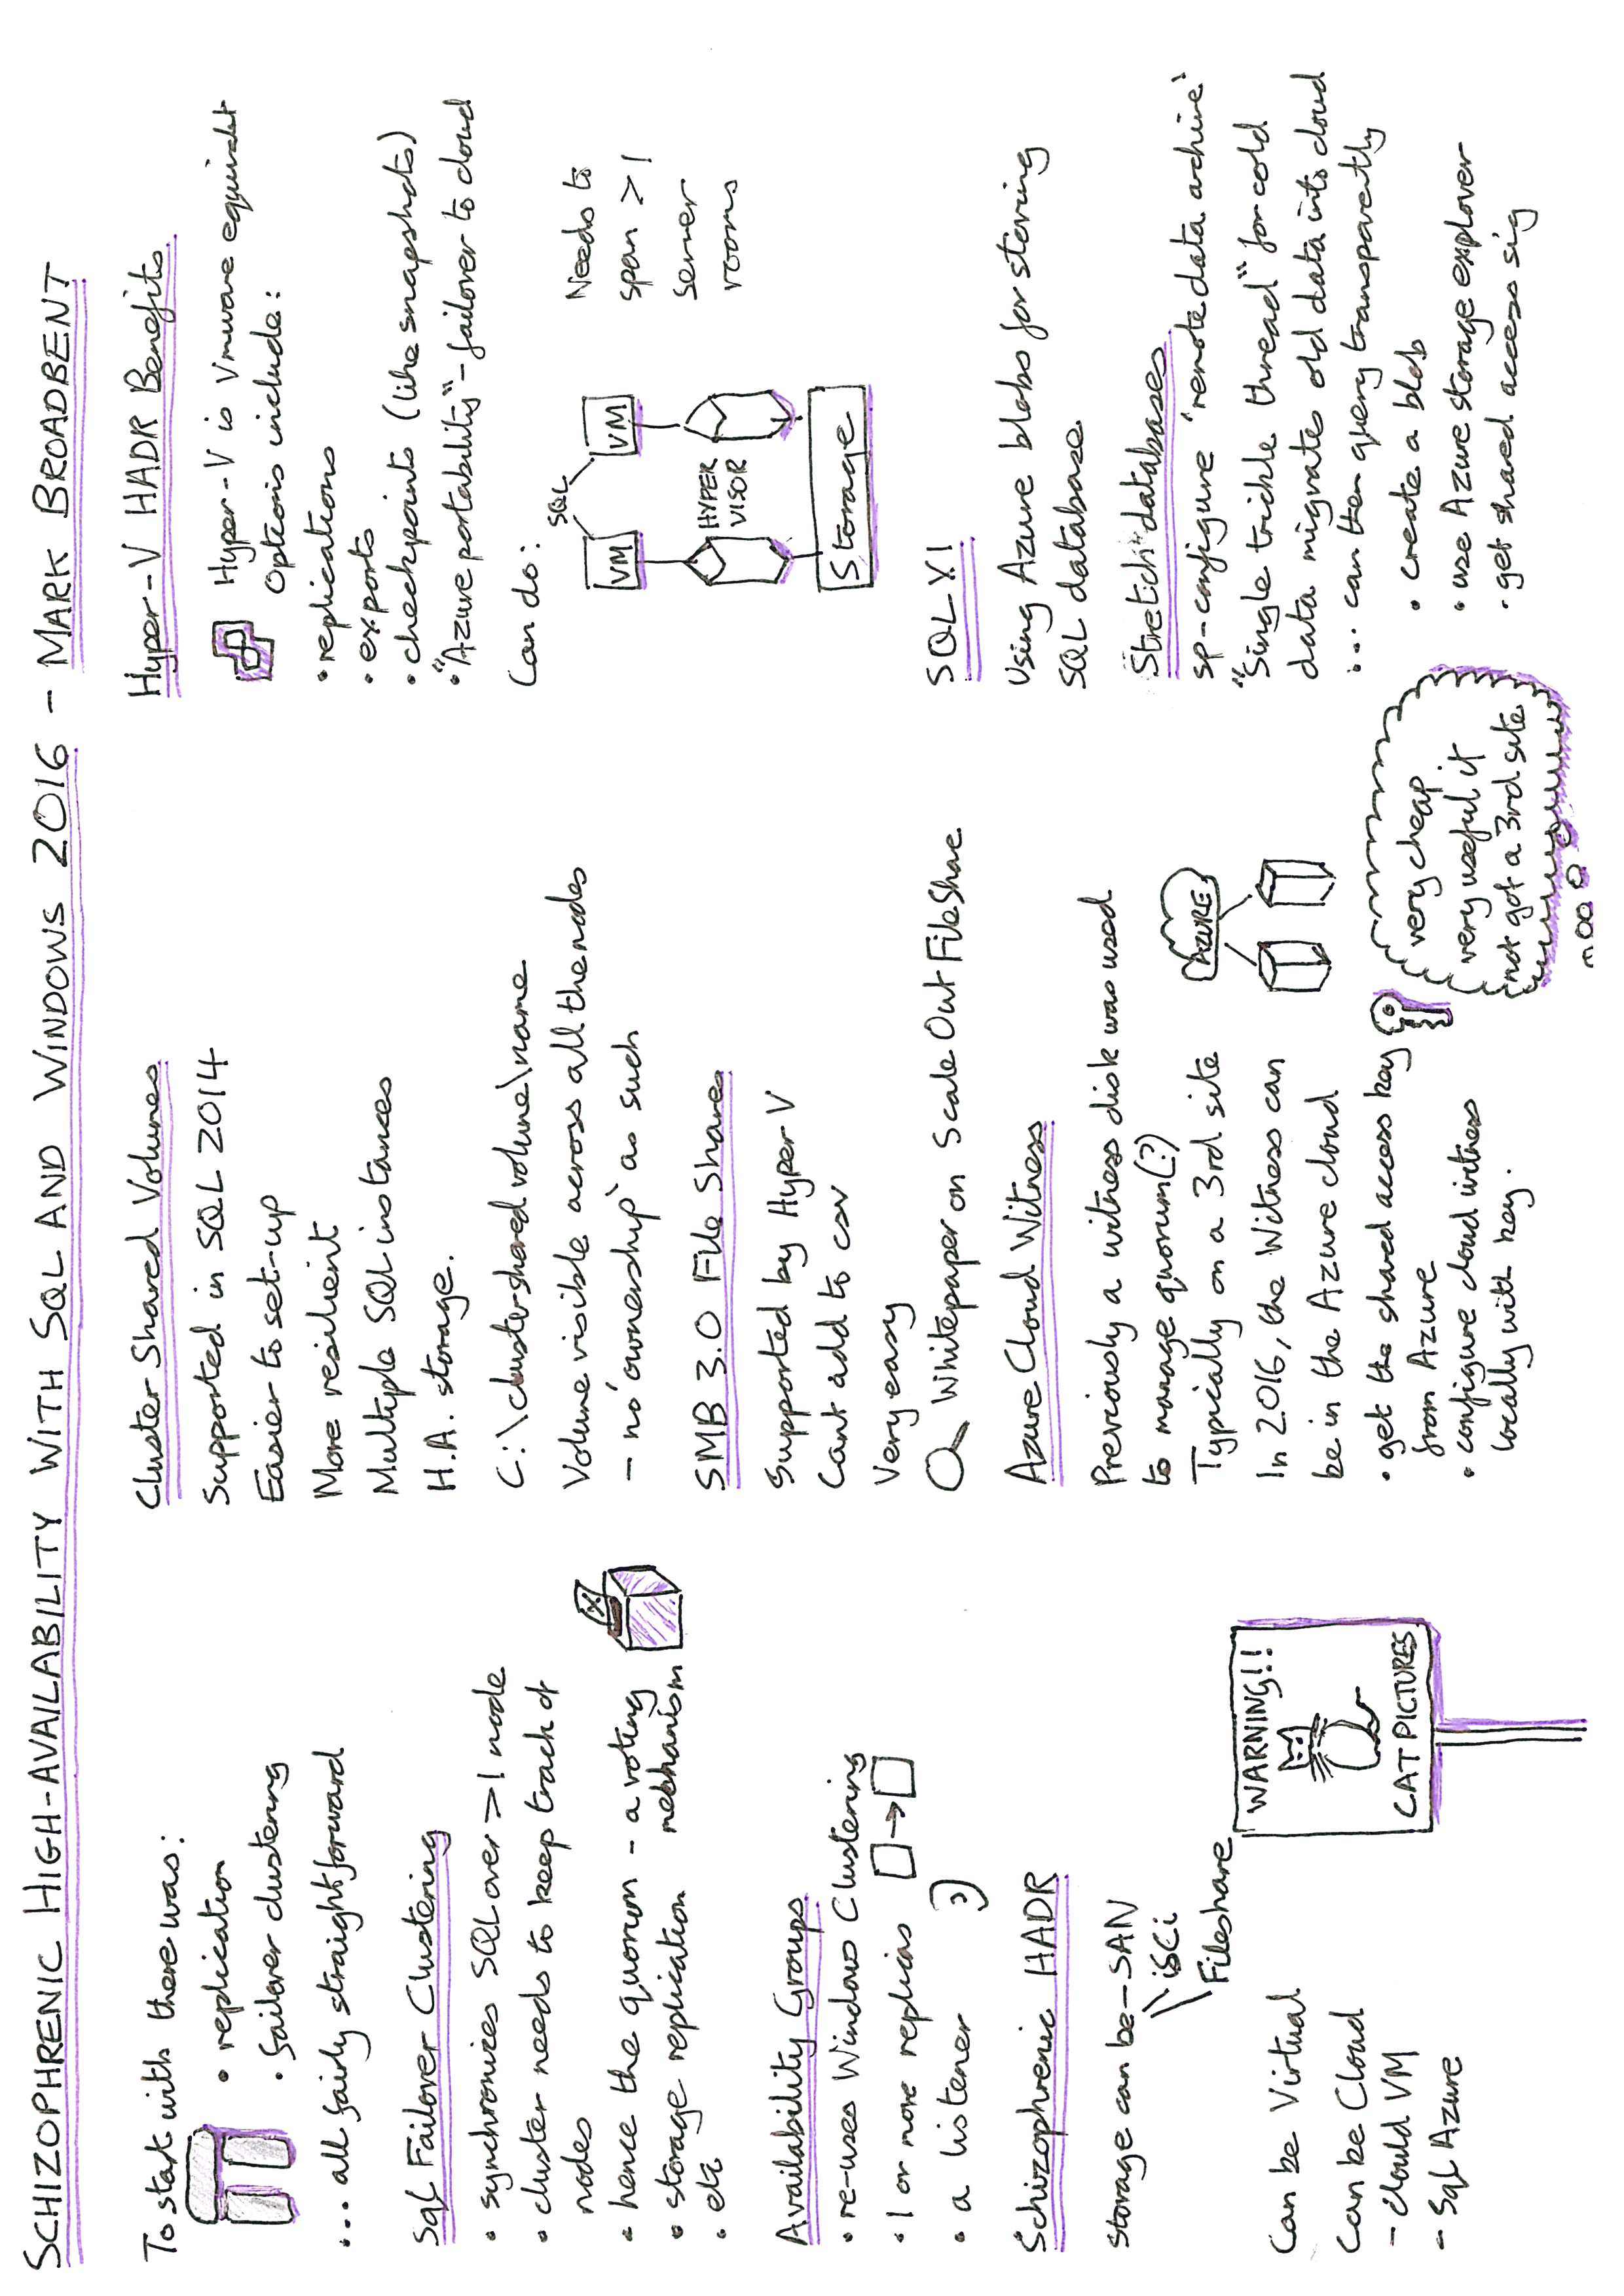 SCHIZOPHRENIC HIGH-AVAILABILITY WITH SQL AND WINDOWS 2016 - MARK BROADBENT
To start with there was:
• replication
• failover clustering
... all fairly straightforward
Sql Failover Clustering
• synchronizes SQL over >1 node
• cluster needs to keep track of
nodes
• hence the quorom - a voting
mechanism
• storage replication
• etc
Availability Groups
• re-uses Windows Clustering
• 1 or more replicas
• a listener
Schizophrenic HADR
Storage can be - SAN
iSCi
Fileshare
Can be Virtual
Can be Cloud
- cloud VM
- Sql Azure
WARNING!!
CAT PICTURES
Cluster Shared Volumes
Supported in SQL 2014
Easier to set-up
More resilient
Multiple SQL instances
H.A. storage.
C:\clustershared volume\name
Volume visible across all the nodes
- no 'ownership' as such
SMB 3.0 File Shares
Supported by Hyper-V
Cant add to csv
Very easy
Whitepaper on Scale Out FileShare
Azure Cloud Witness
Previously a witness disk was used
to manage quorum(?)
Typically on a 3rd site
In 2016, the Witness can
be in the Azure cloud
• get the shared access key
from Azure
• configure cloud witness
locally with key.
AZURE
very cheap
very useful if
not got a 3rd site
Hyper-V HADR Benefits
Hyper-V is Vmware equivalet
Options include:
• replications
• exports
• checkpoints (like snapshots)
• "Azure portability" - failover to cloud
Can do:
SQL
VM
VM
HYPER
VISOR
Storage
Needs to
span >1
server
rooms
SQL XI
Using Azure blobs for storing
SQL database.
"Stretch" databases
sp-configure 'remote data archive'
"Single trickle thread" for cold
data migrate old data into cloud
... can then query transparently
• create a blob
• use Azure storage explorer
• get shared access sig